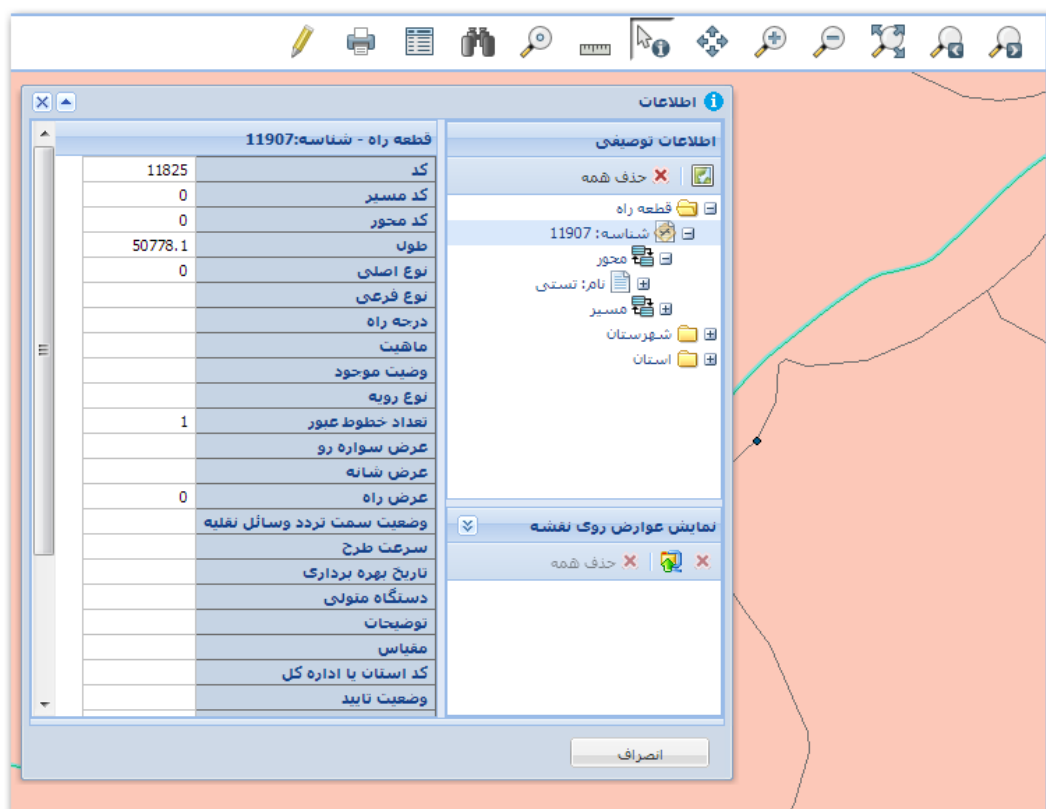 اطلاعات
اطلاعات توصیفی
حذف همه
قطعه راه
شناسه: 11907
محور
نام: تستی
مسیر
شهرستان
استان
نمایش عوارض روی نقشه
حذف همه
قطعه راه - شناسه:11907
کد 11825
کد مسیر 0
کد محور 0
طول 50778.1
نوع اصلی 0
نوع فرعی
درجه راه
ماهیت
وضیت موجود
نوع رویه
تعداد خطوط عبور 1
عرض سواره رو
عرض شانه
عرض راه 0
وضعیت سمت تردد وسائل نقلیه
سرعت طرح
تاریخ بهره برداری
دستگاه متولی
توضیحات
مقیاس
کد استان یا اداره کل
وضعیت تایید
انصراف